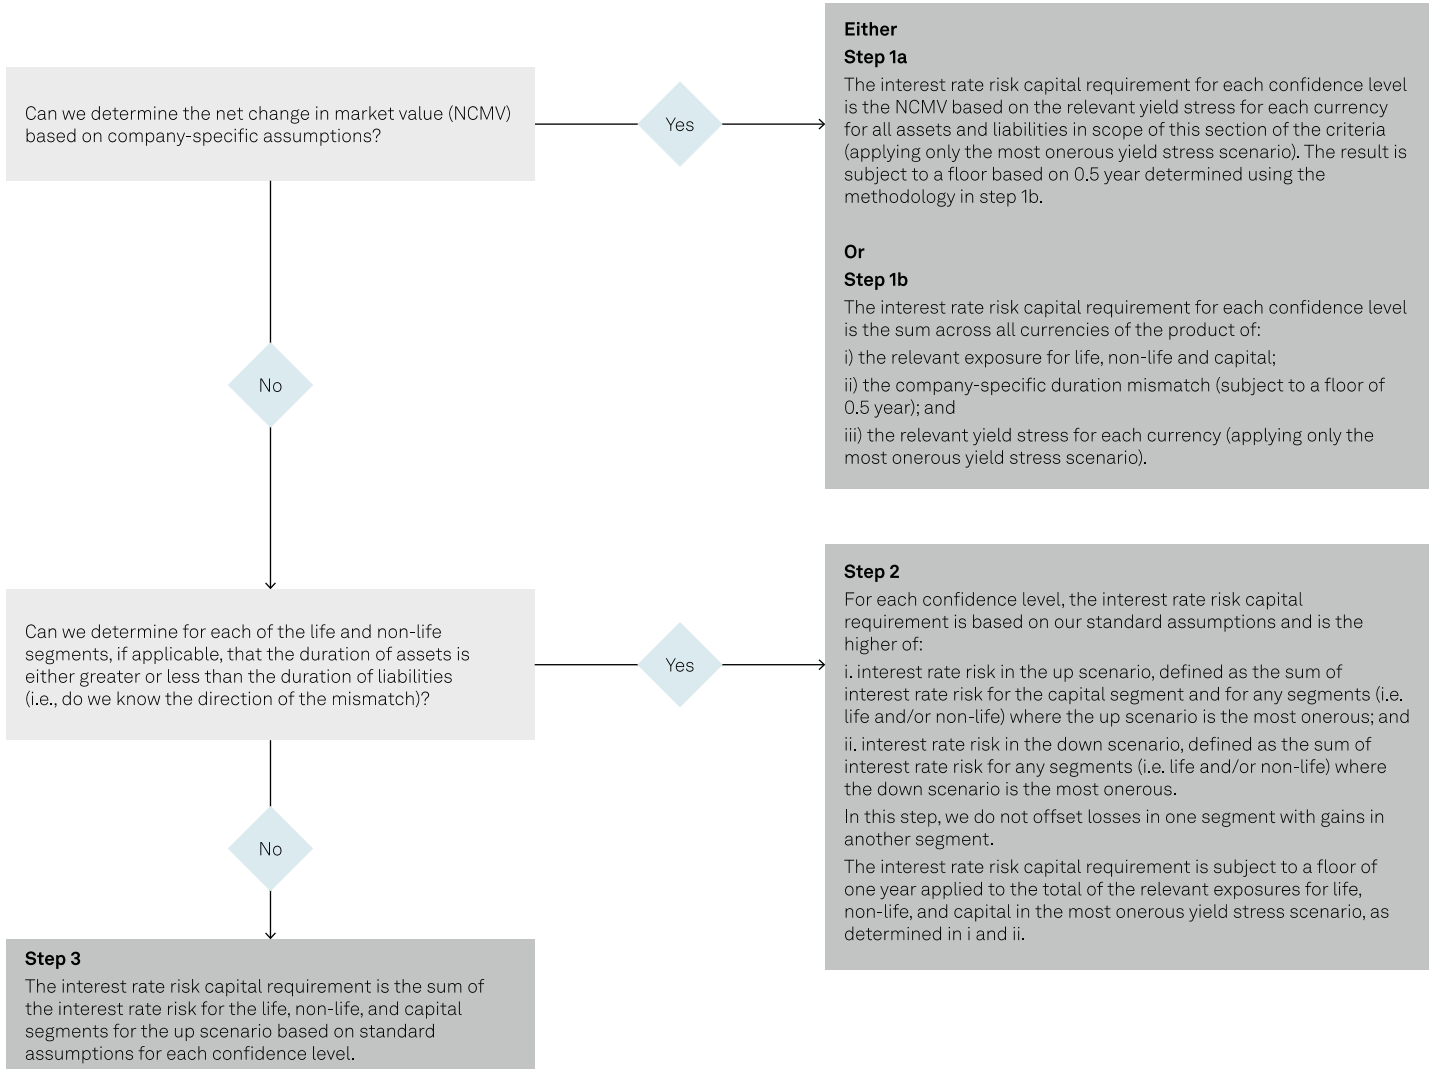 Can we determine the net change in market value (NCMV)
based on company-specific assumptions?
Yes
Either
Step 1a
The interest rate risk capital requirement for each confidence level
is the NCMV based on the relevant yield stress for each currency
for all assets and liabilities in scope of this section of the criteria
(applying only the most onerous yield stress scenario). The result is
subject to a floor based on 0.5 year determined using the
methodology in step 1b.
Or
Step 1b
The interest rate risk capital requirement for each confidence level
is the sum across all currencies of the product of:
i) the relevant exposure for life, non-life and capital;
ii) the company-specific duration mismatch (subject to a floor of
0.5 year); and
iii) the relevant yield stress for each currency (applying only the
most onerous yield stress scenario).
No
Can we determine for each of the life and non-life
segments, if applicable, that the duration of assets is
either greater or less than the duration of liabilities
(i.e., do we know the direction of the mismatch)?
Yes
Step 2
For each confidence level, the interest rate risk capital
requirement is based on our standard assumptions and is the
higher of:
i. interest rate risk in the up scenario, defined as the sum of
interest rate risk for the capital segment and for any segments (i.e.
life and/or non-life) where the up scenario is the most onerous; and
ii. interest rate risk in the down scenario, defined as the sum of
interest rate risk for any segments (i.e. life and/or non-life) where
the down scenario is the most onerous.
In this step, we do not offset losses in one segment with gains in
another segment.
The interest rate risk capital requirement is subject to a floor of
one year applied to the total of the relevant exposures for life,
non-life, and capital in the most onerous yield stress scenario, as
determined in i and ii.
No
Step 3
The interest rate risk capital requirement is the sum of
the interest rate risk for the life, non-life, and capital
segments for the up scenario based on standard
assumptions for each confidence level.